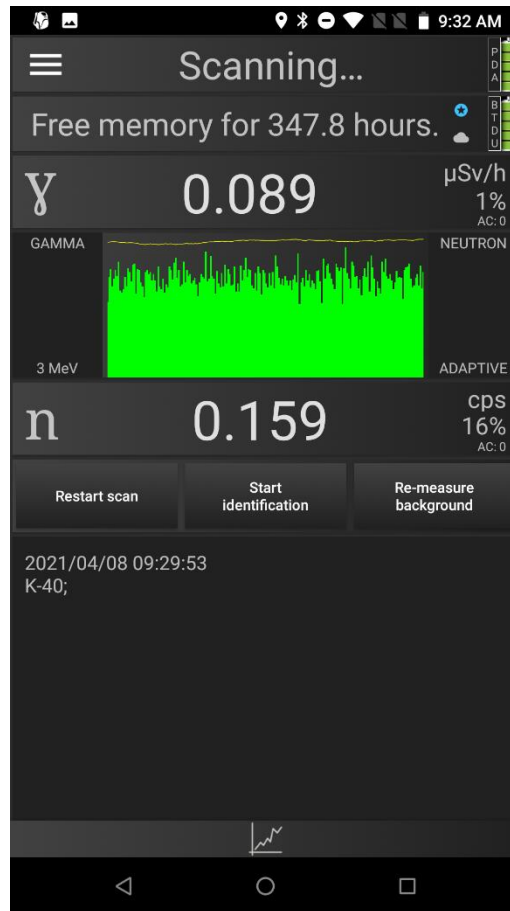 9:32 AM
Scanning...
PDA
Free memory for 347.8 hours.
BTDU
γ 0.089 µSv/h
1%
AC: 0
GAMMA NEUTRON
3 MeV ADAPTIVE
n 0.159 cps
16%
AC: 0
Restart scan
Start
identification
Re-measure
background
2021/04/08 09:29:53
K-40;